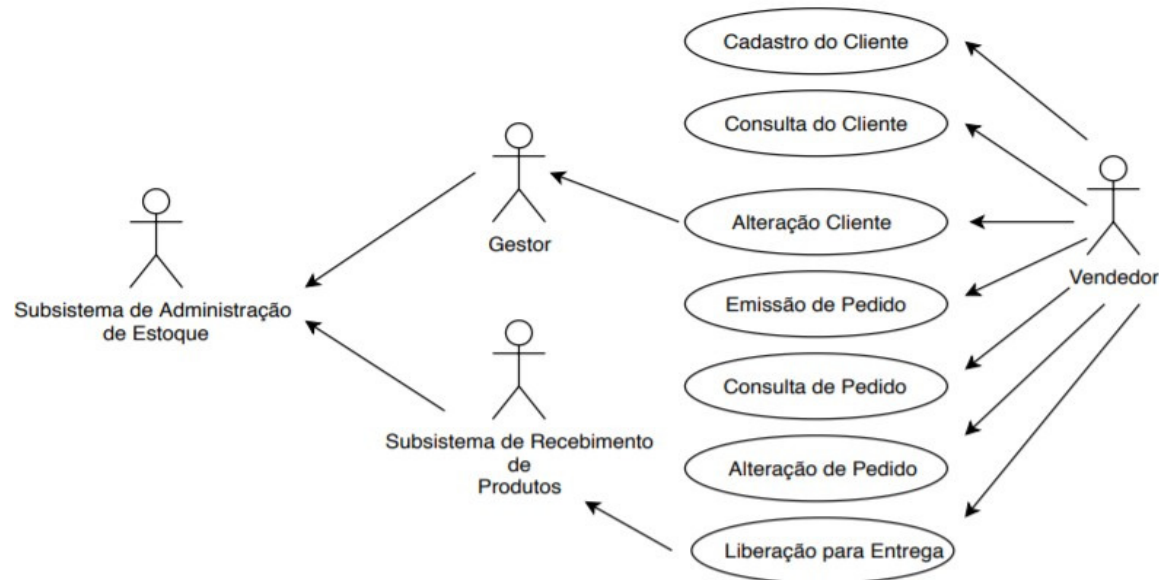 Cadastro do Cliente
Consulta do Cliente
Gestor
Alteração Cliente
Vendedor
Subsistema de Administração
de Estoque
Emissão de Pedido
Consulta de Pedido
Subsistema de Recebimento
de
Produtos
Alteração de Pedido
Liberação para Entrega